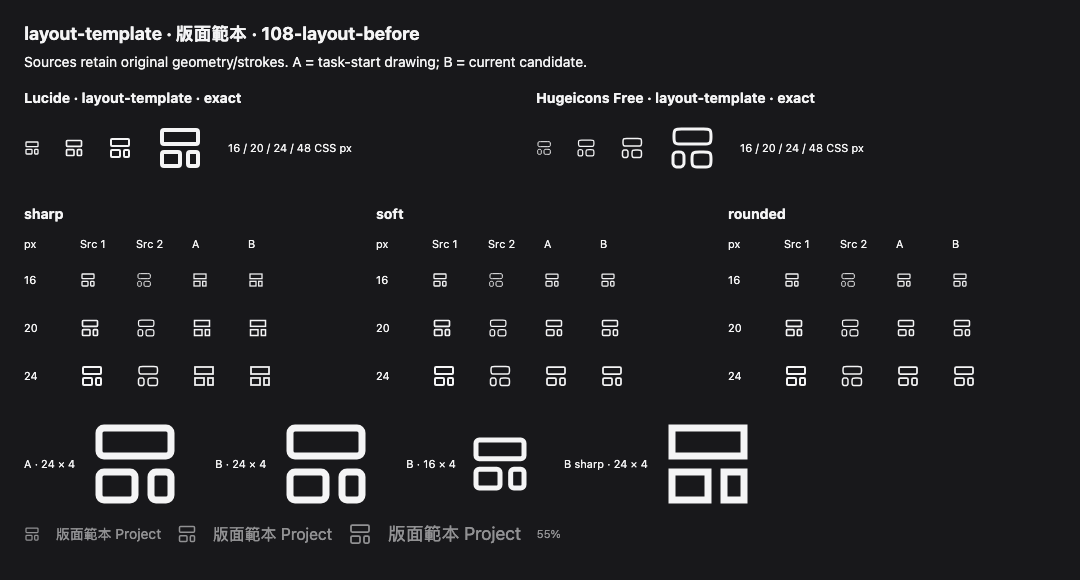 layout-template · 版面範本 · 108-layout-before
Sources retain original geometry/strokes. A = task-start drawing; B = current candidate.
Lucide · layout-template · exact
16 / 20 / 24 / 48 CSS px
Hugeicons Free · layout-template · exact
16 / 20 / 24 / 48 CSS px
sharp
px Src 1 Src 2 A B
16
20
24
soft
px Src 1 Src 2 A B
16
20
24
rounded
px Src 1 Src 2 A B
16
20
24
A · 24 × 4 B · 24 × 4 B · 16 × 4 B sharp · 24 × 4
版面範本 Project 版面範本 Project 版面範本 Project 55%